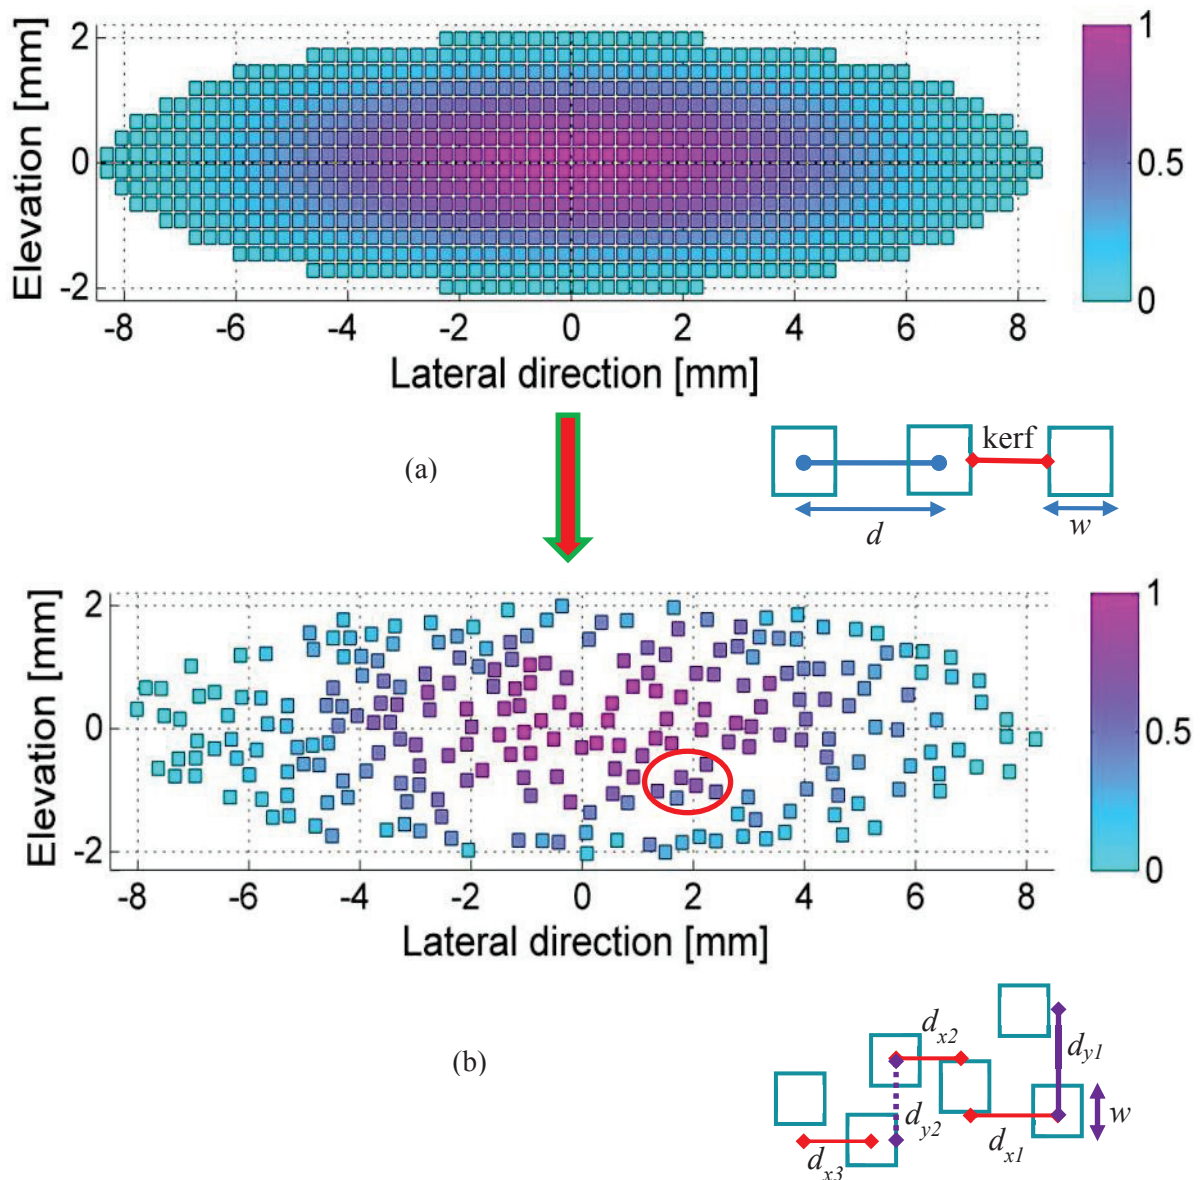 Elevation [mm]
2
0
-2
-8 -6 -4 -2 0 2 4 6 8
Lateral direction [mm]
1
0.5
0
(a)
kerf
d
w
Elevation [mm]
2
0
-2
-8 -6 -4 -2 0 2 4 6 8
Lateral direction [mm]
1
0.5
0
(b)
dx2
dy1
dy2
w
dx1
dx3